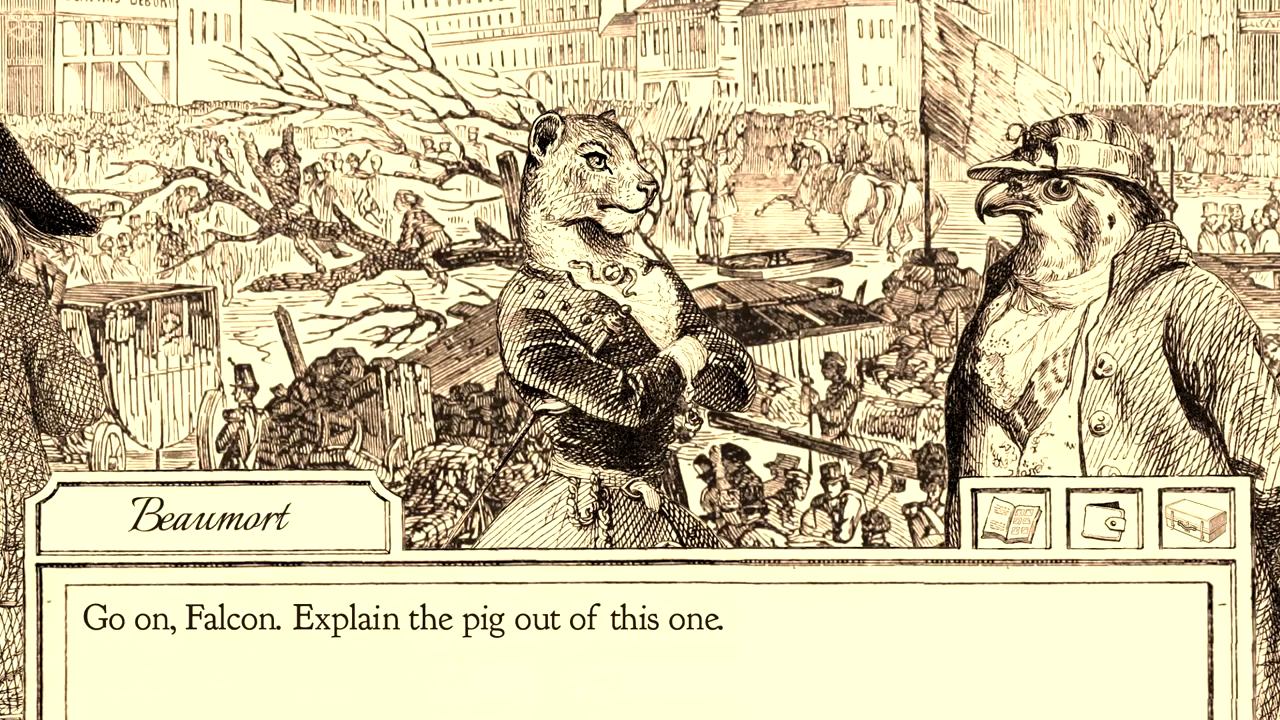 Beaumort
Go on, Falcon. Explain the pig out of this one.